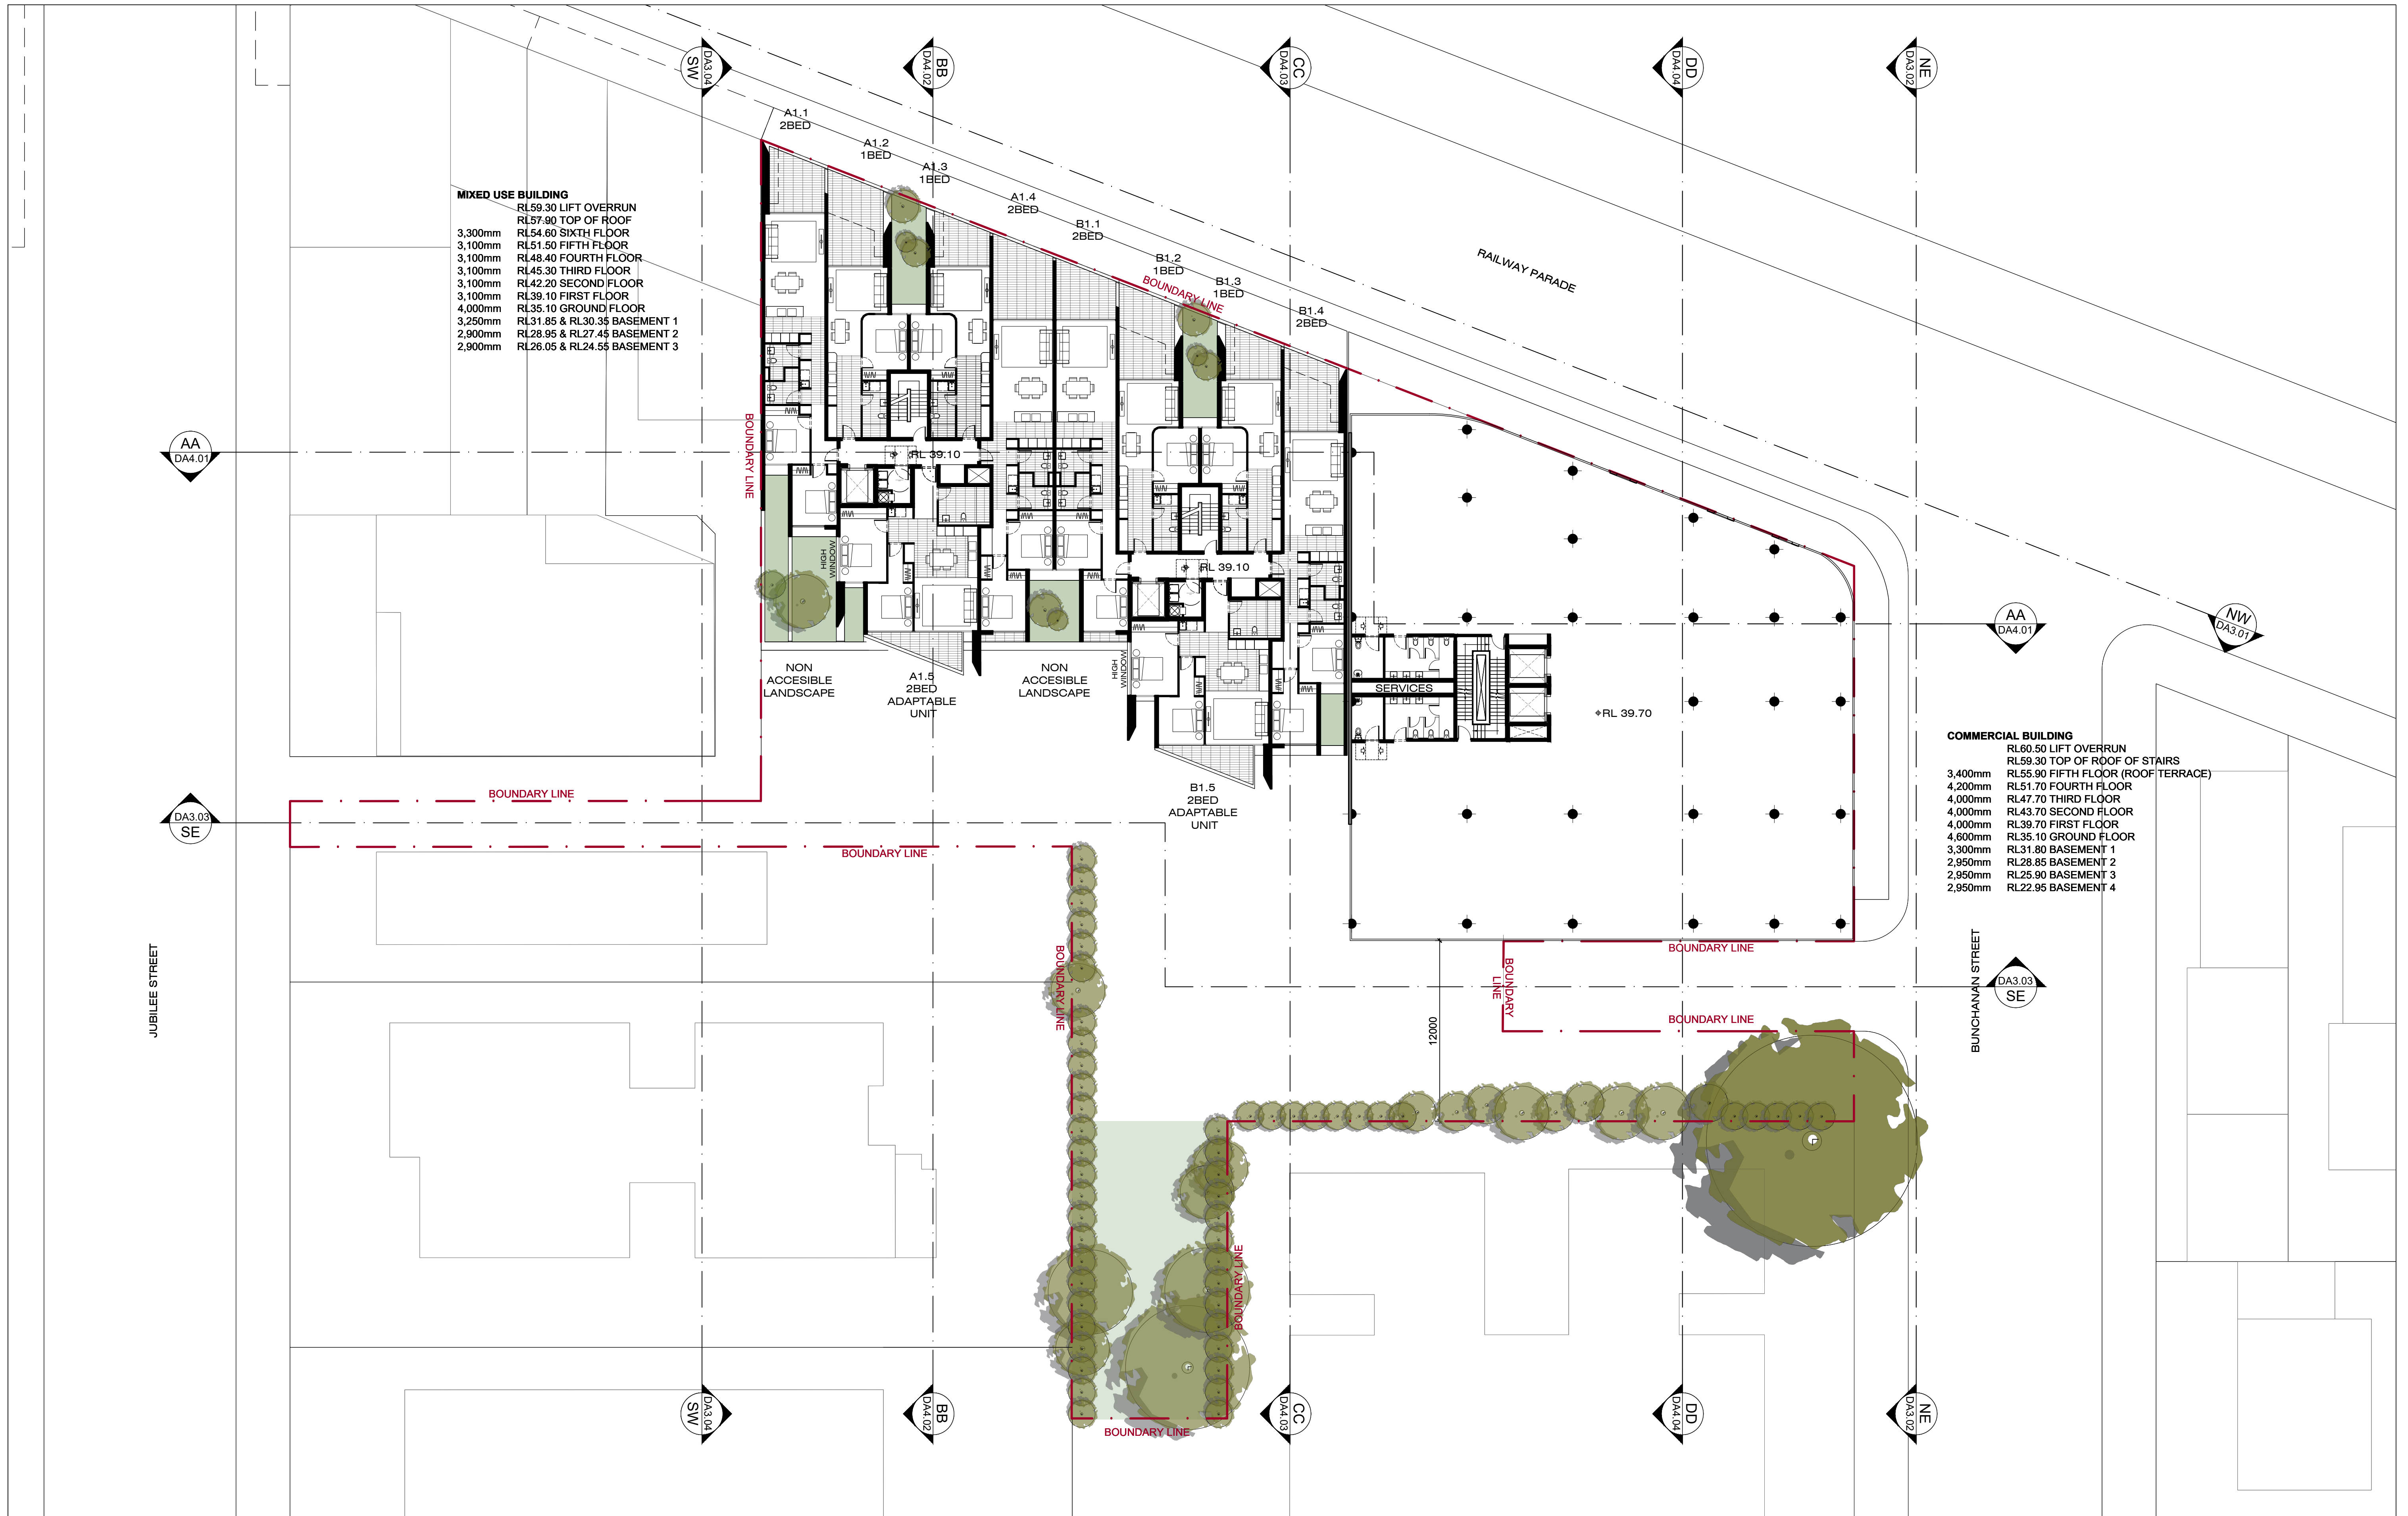 SW
DA3.04
BB
DA4.02
CC
DA4.03
DD
DA4.04
NE
DA3.02
A1.1
2BED
A1.2
1BED
A1.3
1BED
A1.4
2BED
B1.1
2BED
B1.2
1BED
B1.3
1BED
B1.4
2BED
RAILWAY PARADE
BOUNDARY LINE
MIXED USE BUILDING
RL59.30 LIFT OVERRUN
RL57.90 TOP OF ROOF
3,300mm RL54.60 SIXTH FLOOR
3,100mm RL51.50 FIFTH FLOOR
3,100mm RL48.40 FOURTH FLOOR
3,100mm RL45.30 THIRD FLOOR
3,100mm RL42.20 SECOND FLOOR
3,100mm RL39.10 FIRST FLOOR
4,000mm RL35.10 GROUND FLOOR
3,250mm RL31.85 & RL30.35 BASEMENT 1
2,900mm RL28.95 & RL27.45 BASEMENT 2
2,900mm RL26.05 & RL24.55 BASEMENT 3
AA
DA4.01
BOUNDARY LINE
RL 39.10
HIGH
WINDOW
RL 39.10
HIGH
WINDOW
AA
DA4.01
NW
DA3.01
NON
ACCESIBLE
LANDSCAPE
A1.5
2BED
ADAPTABLE
UNIT
NON
ACCESIBLE
LANDSCAPE
SERVICES
RL 39.70
B1.5
2BED
ADAPTABLE
UNIT
COMMERCIAL BUILDING
RL60.50 LIFT OVERRUN
RL59.30 TOP OF ROOF OF STAIRS
3,400mm RL55.90 FIFTH FLOOR (ROOF TERRACE)
4,200mm RL51.70 FOURTH FLOOR
4,000mm RL47.70 THIRD FLOOR
4,000mm RL43.70 SECOND FLOOR
4,000mm RL39.70 FIRST FLOOR
4,600mm RL35.10 GROUND FLOOR
3,300mm RL31.80 BASEMENT 1
2,950mm RL28.85 BASEMENT 2
2,950mm RL25.90 BASEMENT 3
2,950mm RL22.95 BASEMENT 4
BOUNDARY LINE
DA3.03
SE
BOUNDARY LINE
JUBILEE STREET
BOUNDARY LINE
BOUNDARY LINE
BOUNDARY
LINE
BOUNDARY LINE
12000
BUNCHANAN STREET
DA3.03
SE
BOUNDARY LINE
BOUNDARY LINE
SW
DA3.04
BB
DA4.02
CC
DA4.03
DD
DA4.04
NE
DA3.02